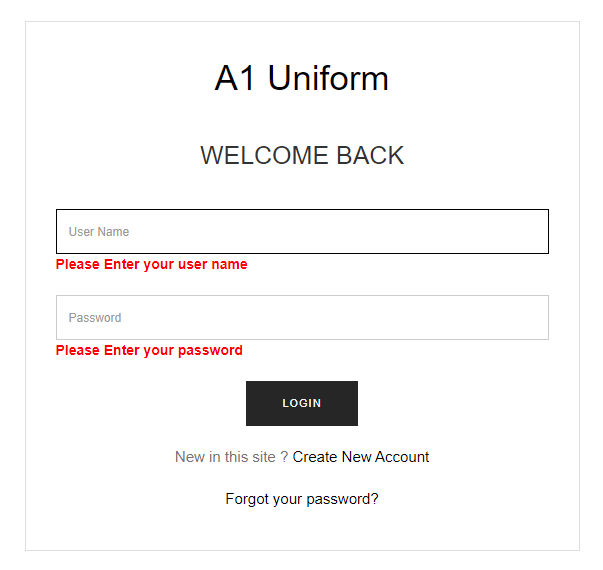 A1 Uniform
WELCOME BACK
User Name
Please Enter your user name
Password
Please Enter your password
LOGIN
New in this site ? Create New Account
Forgot your password?